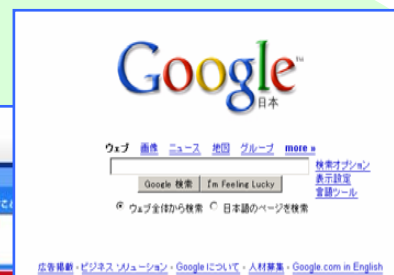 Google™
日本
ウェブ 画像 ニュース 地図 グループ more »
検索オプション
表示設定
言語ツール
Google 検索 I'm Feeling Lucky
ウェブ全体から検索 日本語のページを検索
広告掲載 - ビジネス ソリューション - Google について - 人材募集 - Google.com in English